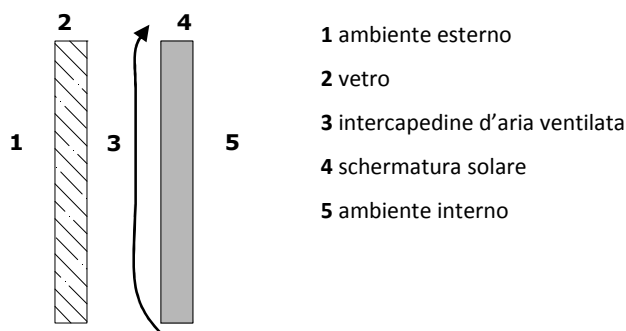 2 4
1 3 5
1 ambiente esterno
2 vetro
3 intercapedine d'aria ventilata
4 schermatura solare
5 ambiente interno